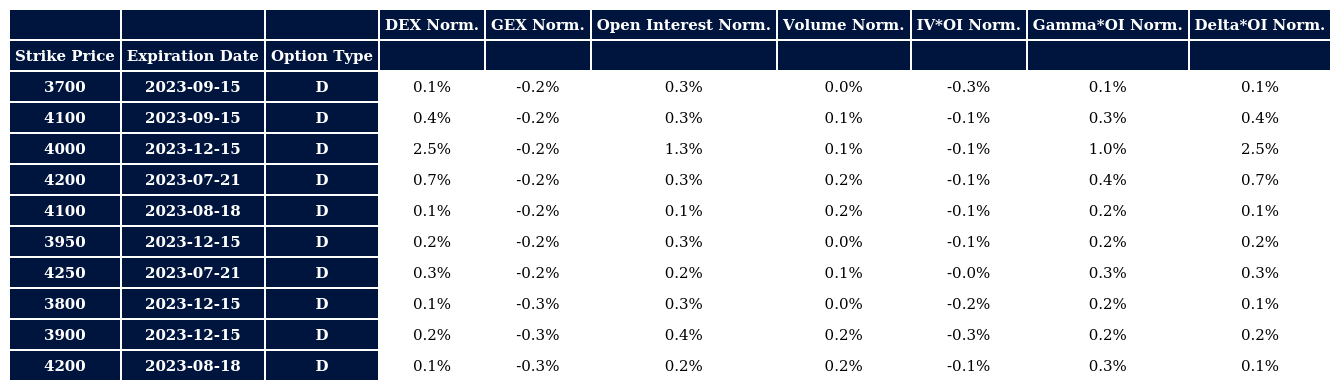 DEX Norm. GEX Norm. Open Interest Norm. Volume Norm. IV*OI Norm. Gamma*OI Norm. Delta*OI Norm.
Strike Price Expiration Date Option Type
3700 2023-09-15 D 0.1% -0.2% 0.3% 0.0% -0.3% 0.1% 0.1%
4100 2023-09-15 D 0.4% -0.2% 0.3% 0.1% -0.1% 0.3% 0.4%
4000 2023-12-15 D 2.5% -0.2% 1.3% 0.1% -0.1% 1.0% 2.5%
4200 2023-07-21 D 0.7% -0.2% 0.3% 0.2% -0.1% 0.4% 0.7%
4100 2023-08-18 D 0.1% -0.2% 0.1% 0.2% -0.1% 0.2% 0.1%
3950 2023-12-15 D 0.2% -0.2% 0.3% 0.0% -0.1% 0.2% 0.2%
4250 2023-07-21 D 0.3% -0.2% 0.2% 0.1% -0.0% 0.3% 0.3%
3800 2023-12-15 D 0.1% -0.3% 0.3% 0.0% -0.2% 0.2% 0.1%
3900 2023-12-15 D 0.2% -0.3% 0.4% 0.2% -0.3% 0.2% 0.2%
4200 2023-08-18 D 0.1% -0.3% 0.2% 0.2% -0.1% 0.3% 0.1%